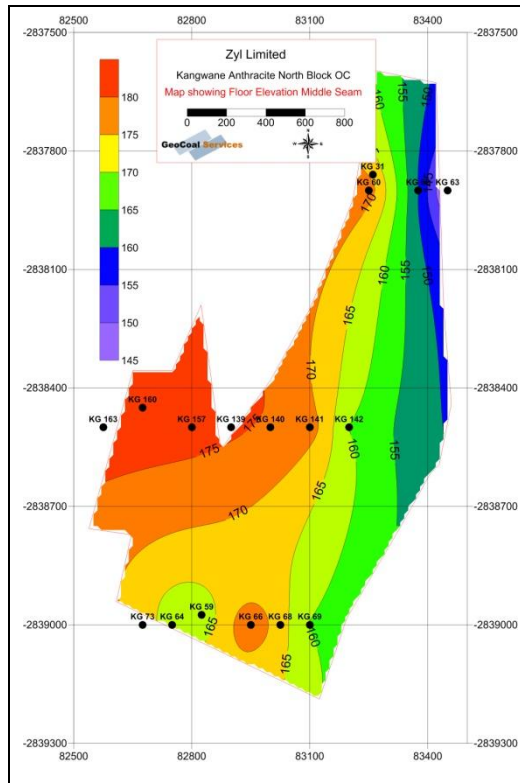 82500 82800 83100 83400
-2837500 -2837500
Zyl Limited
Kangwane Anthracite North Block OC
Map showing Floor Elevation Middle Seam
0 200 400 600 800
GeoCoal Services
160 155 150
180
175
170
165
160
155
150
145
-2837800 -2837800
KG 31
KG 60 KG 63
170
-2838100 -2838100
160 155 150
165
170
-2838400 -2838400
KG 160
KG 163 KG 157 KG 139 KG 140 KG 141 KG 142
175 175
160 155
165
170
-2838700 -2838700
KG 59
KG 73 KG 64 KG 66 KG 68 KG 69
-2839000 -2839000
165 160
165
-2839300 -2839300
82500 82800 83100 83400